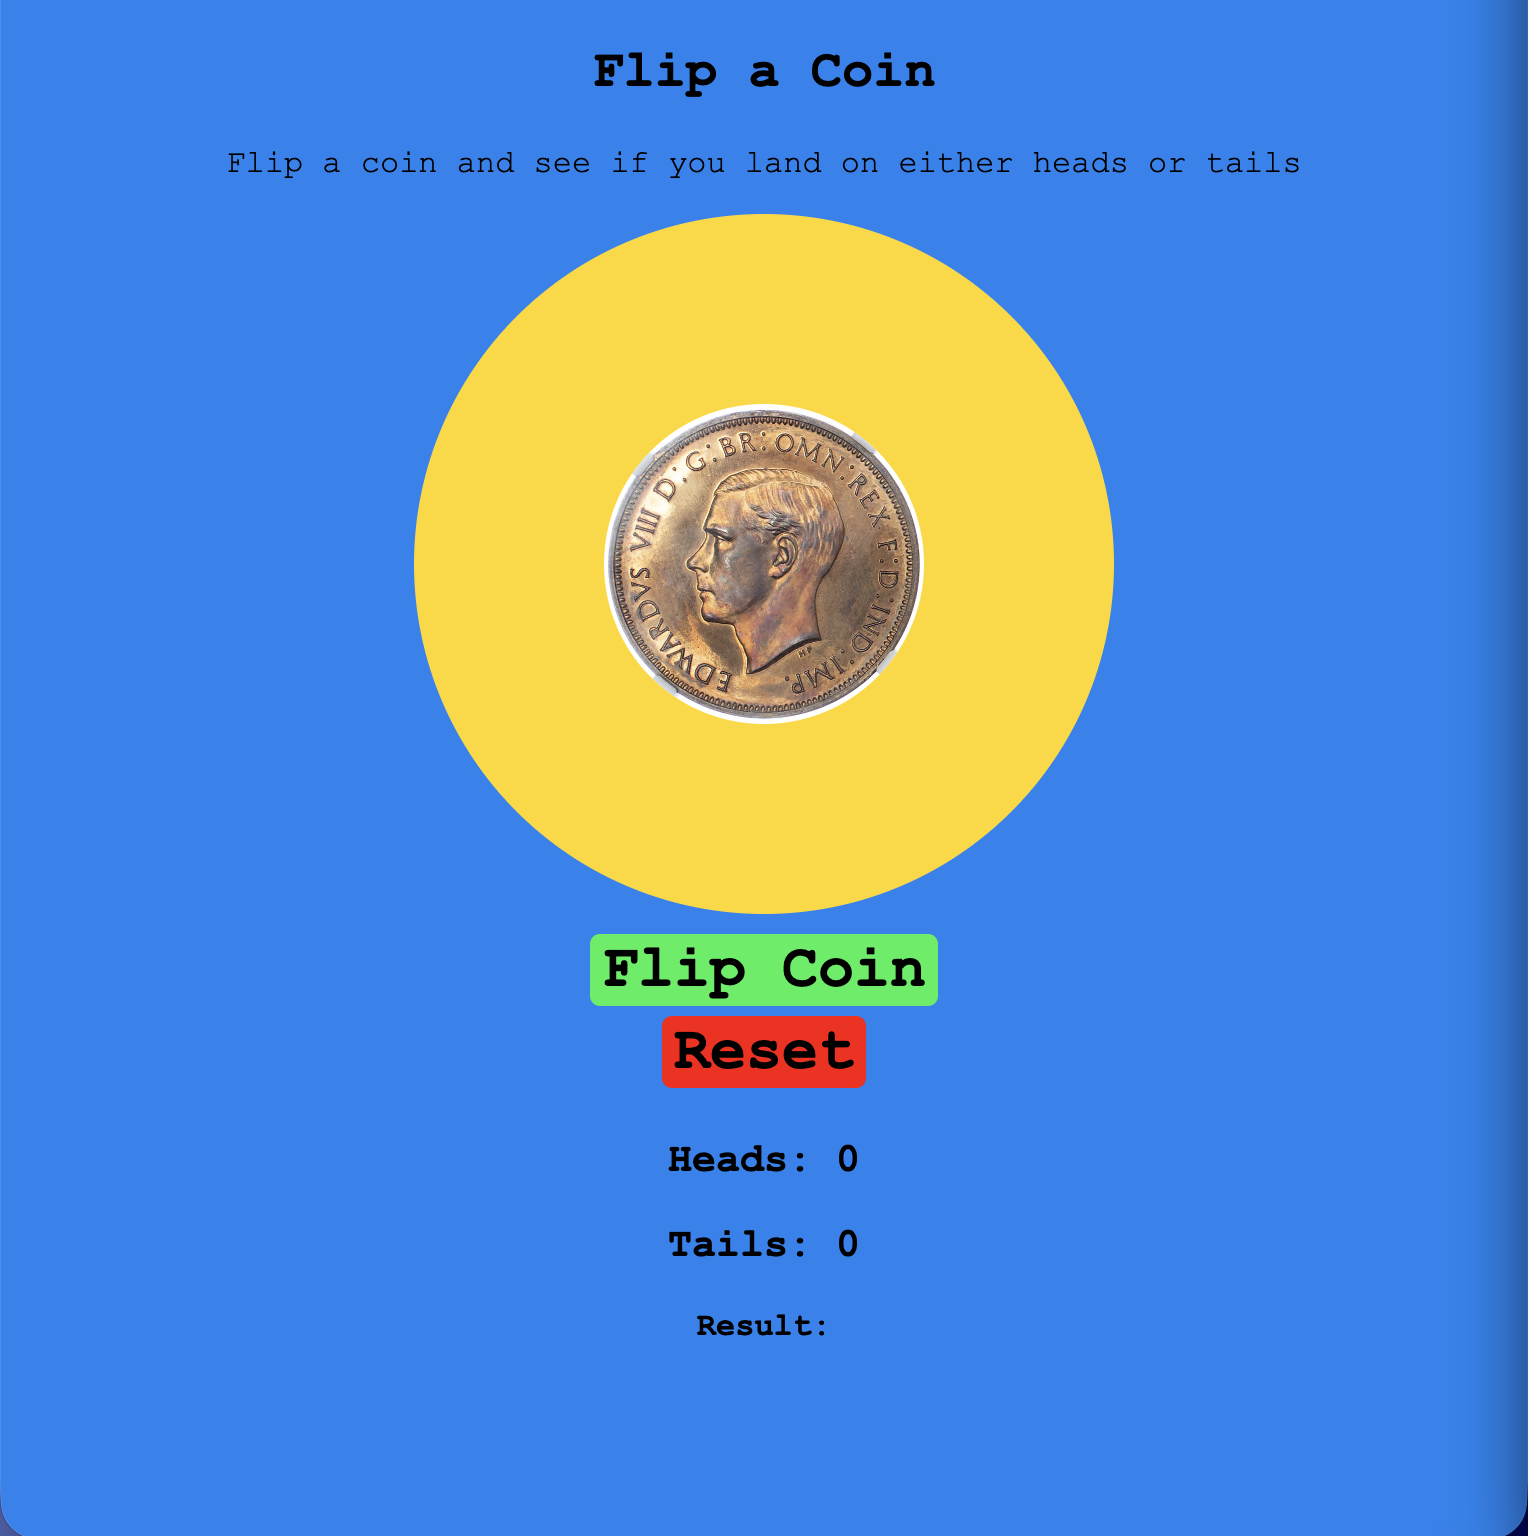 Flip a Coin
Flip a coin and see if you land on either heads or tails
EDWARDVS VIII D:G:BR:OMN:REX F:D:IND:IMP.
HP
Flip Coin
Reset
Heads: 0
Tails: 0
Result: